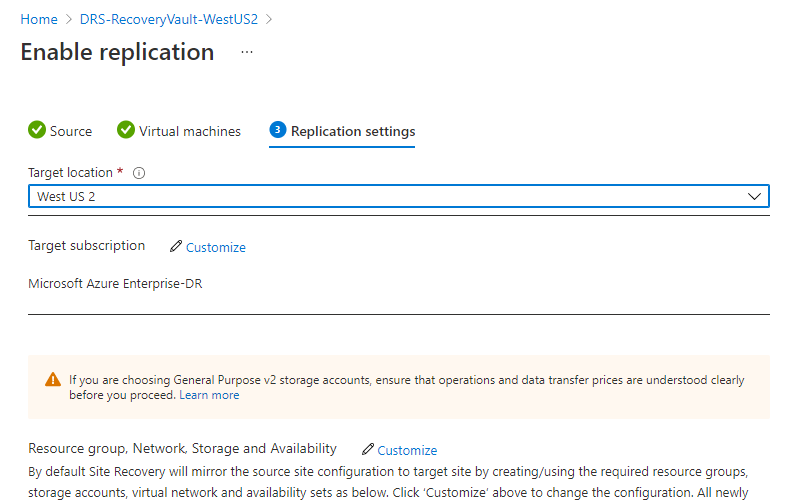 Home > DRS-RecoveryVault-WestUS2 >
Enable replication ...
Source Virtual machines 3 Replication settings
Target location *
West US 2
Target subscription Customize
Microsoft Azure Enterprise-DR
If you are choosing General Purpose v2 storage accounts, ensure that operations and data transfer prices are understood clearly
before you proceed. Learn more
Resource group, Network, Storage and Availability Customize
By default Site Recovery will mirror the source site configuration to target site by creating/using the required resource groups,
storage accounts, virtual network and availability sets as below. Click 'Customize' above to change the configuration. All newly